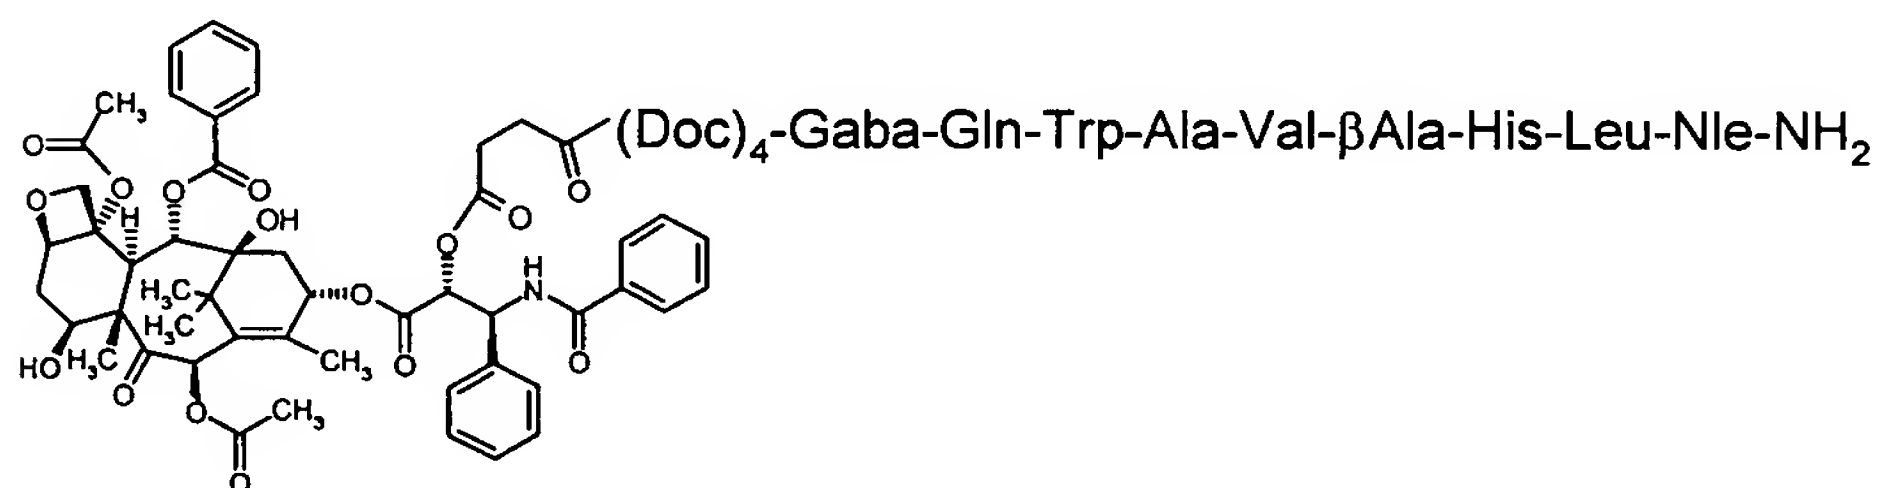 CH₃
O
O
O
O
(Doc)₄-Gaba-Gln-Trp-Ala-Val-βAla-His-Leu-Nle-NH₂
O
O
O
H
OH
O
H₃C
H₃C
O
O
O
H
N
O
HO
H₃C
O
CH₃
O
CH₃
O